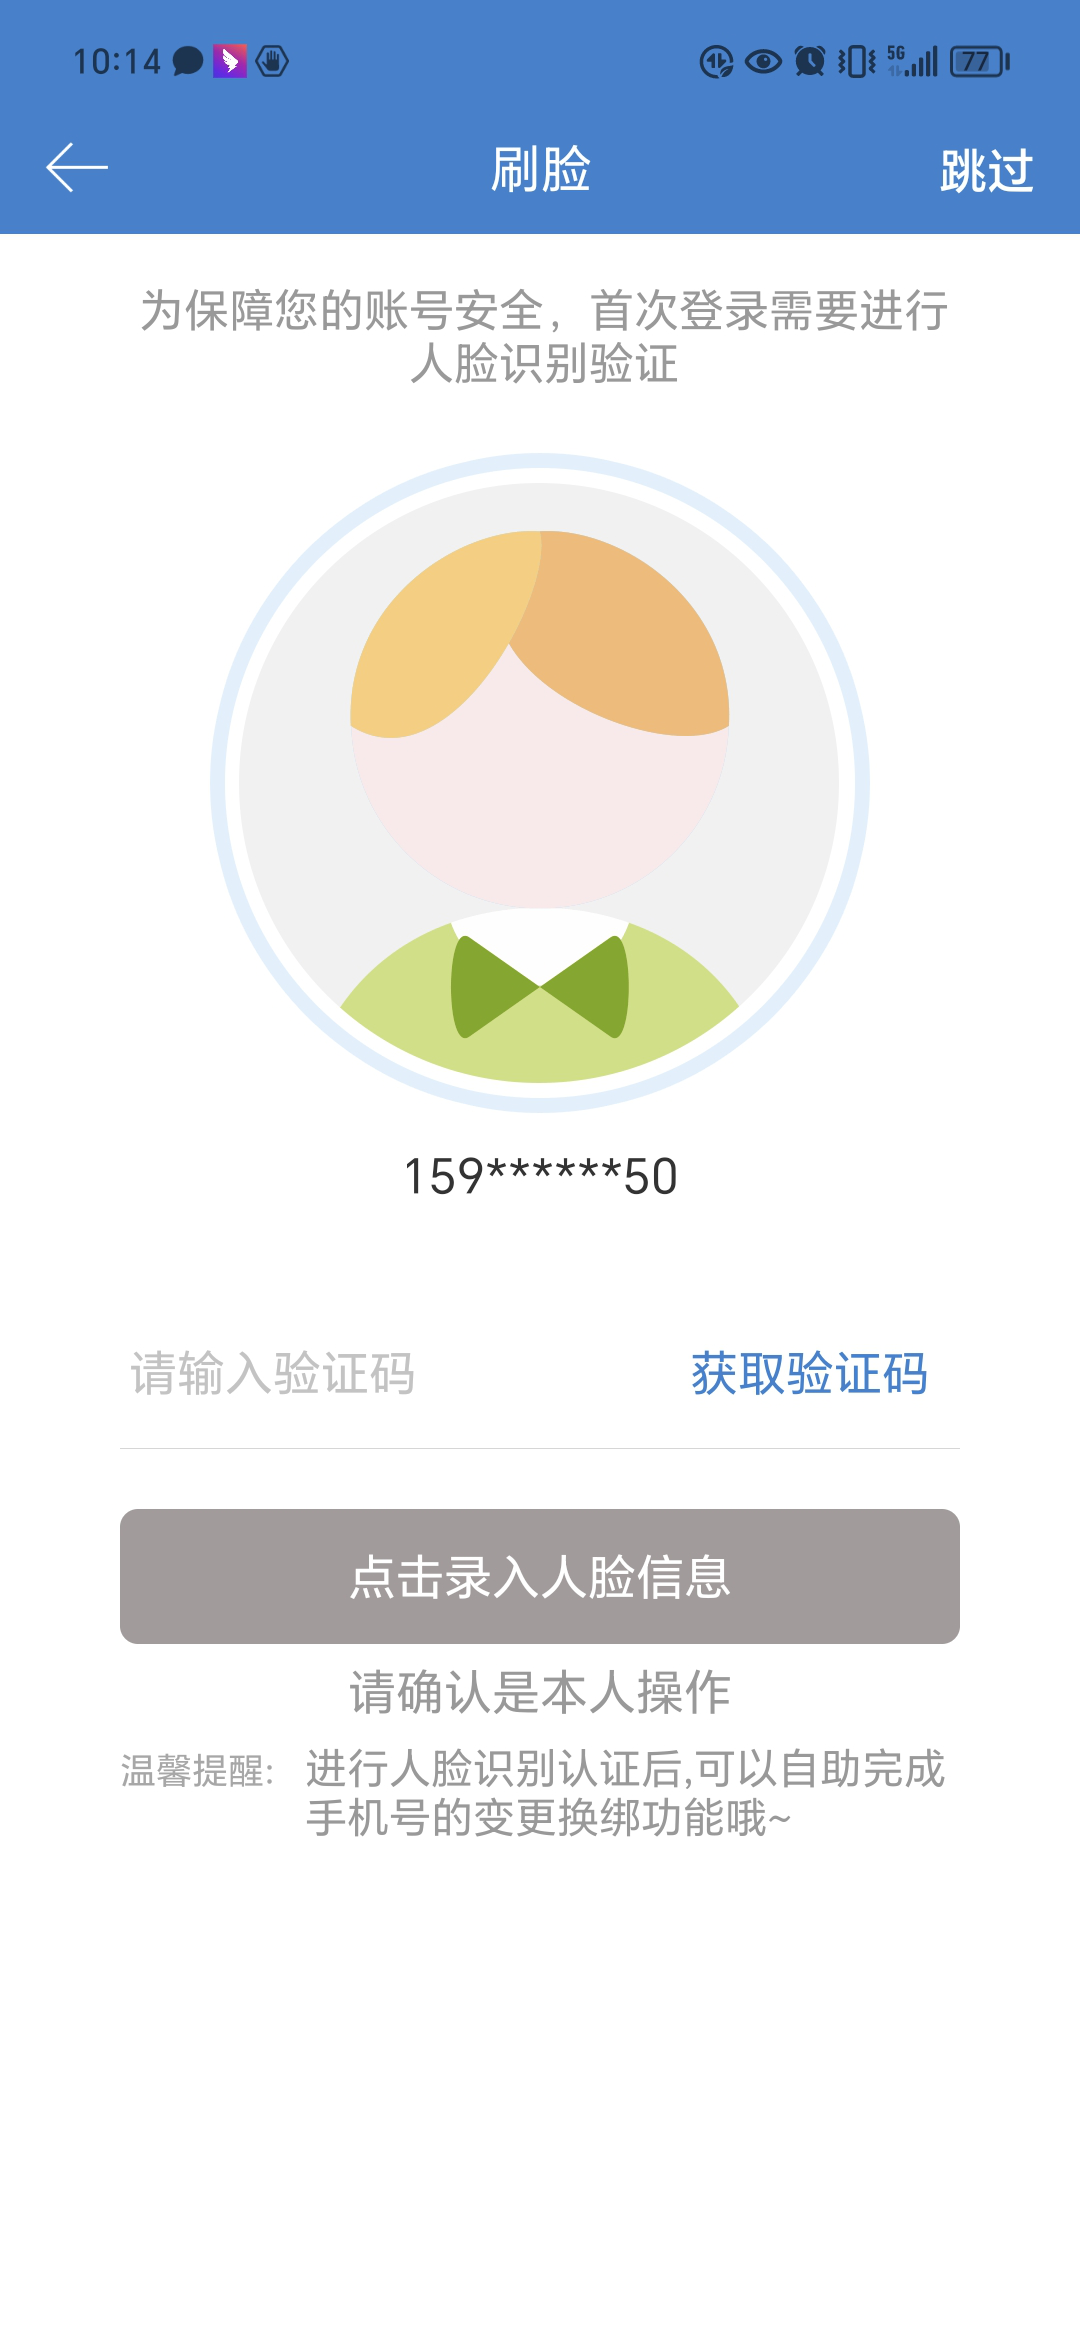 10:14
5G
77
刷脸
跳过
为保障您的账号安全，首次登录需要进行
人脸识别验证
159******50
请输入验证码
获取验证码
点击录入人脸信息
请确认是本人操作
温馨提醒:
进行人脸识别认证后,可以自助完成
手机号的变更换绑功能哦~